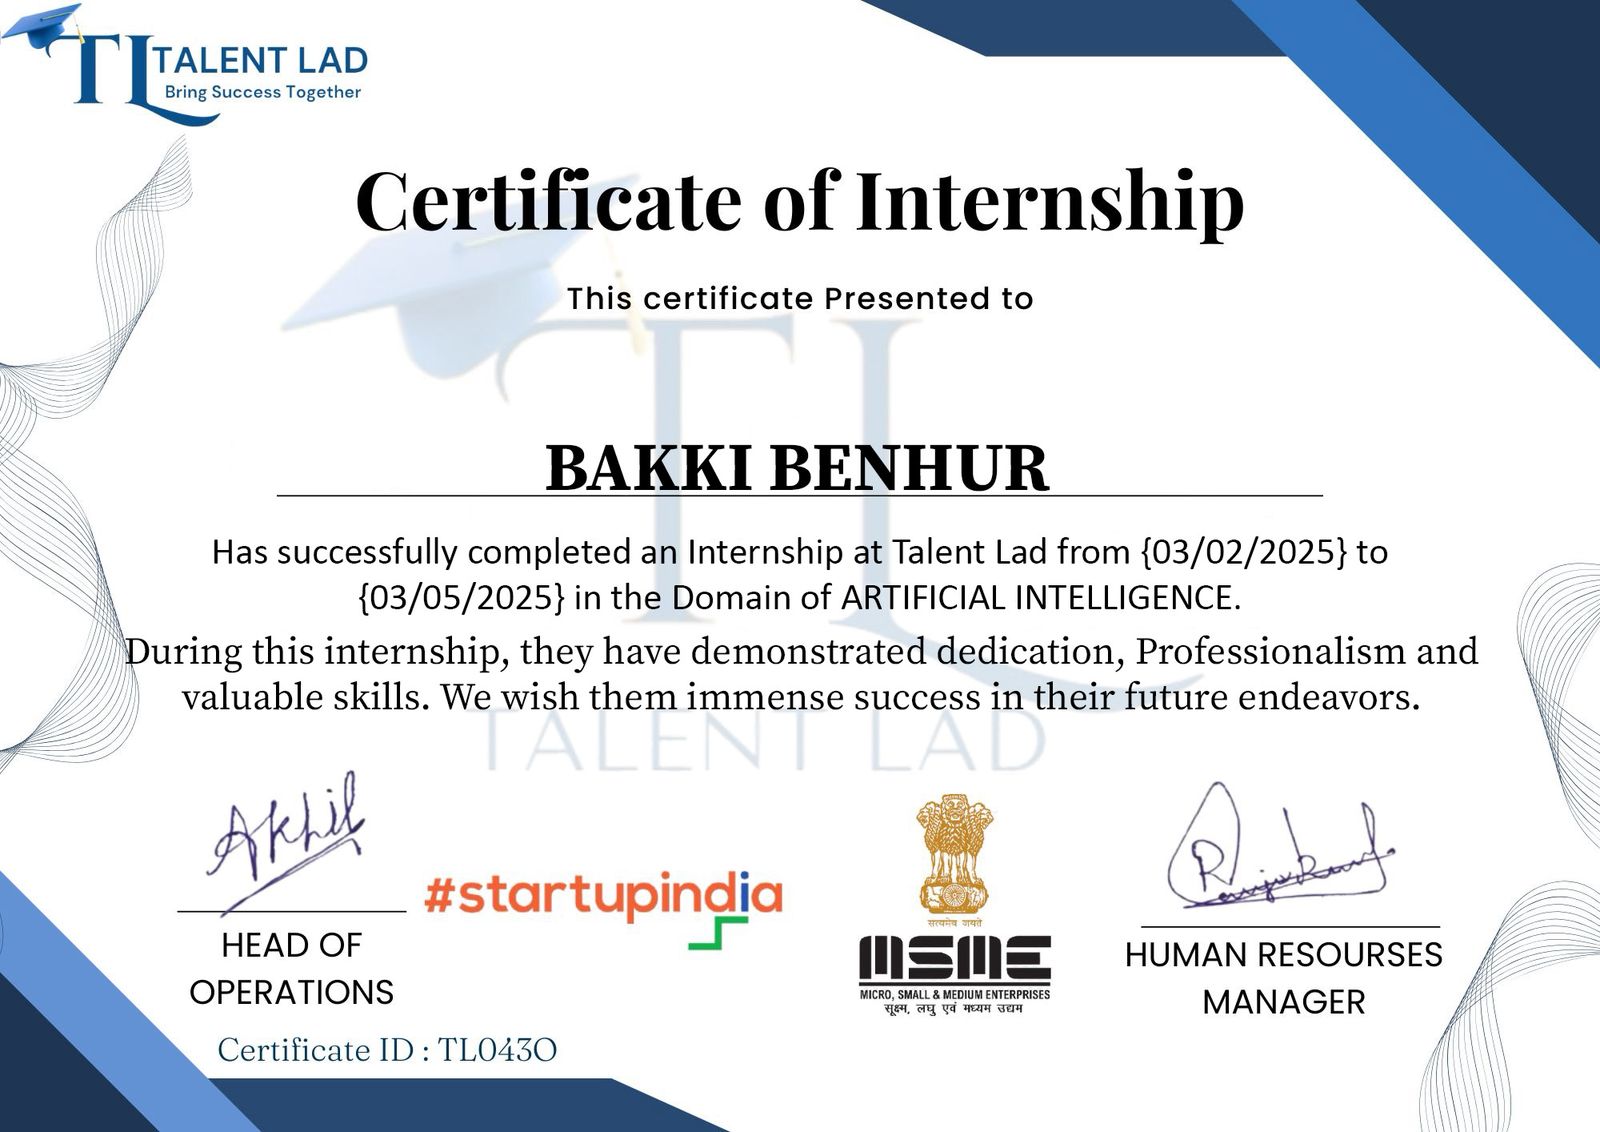 TL TALENT LAD
Bring Success Together
Certificate of Internship
This certificate Presented to
BAKKI BENHUR
Has successfully completed an Internship at Talent Lad from {03/02/2025} to
{03/05/2025} in the Domain of ARTIFICIAL INTELLIGENCE.
During this internship, they have demonstrated dedication, Professionalism and
valuable skills. We wish them immense success in their future endeavors.
TL
TALENT LAD
Akhil
HEAD OF
OPERATIONS
#startupindia
सत्यमेव जयते
MSME
MICRO, SMALL & MEDIUM ENTERPRISES
सूक्ष्म, लघु एवं मध्यम उद्यम
HUMAN RESOURSES
MANAGER
Certificate ID : TL043O